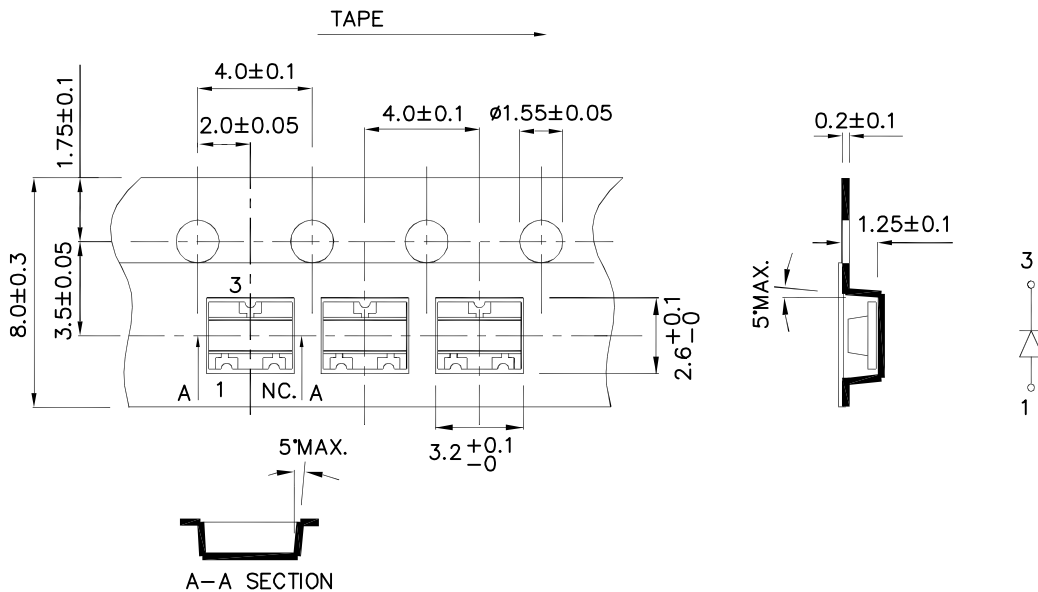 TAPE
4.0±0.1
4.0±0.1
ø1.55±0.05
2.0±0.05
0.2±0.1
1.75±0.1
1.25±0.1
8.0±0.3
3.5±0.05
3
5°MAX.
3
2.6 +0.1 -0
A 1 NC. A
1
3.2 +0.1 -0
5°MAX.
A-A SECTION